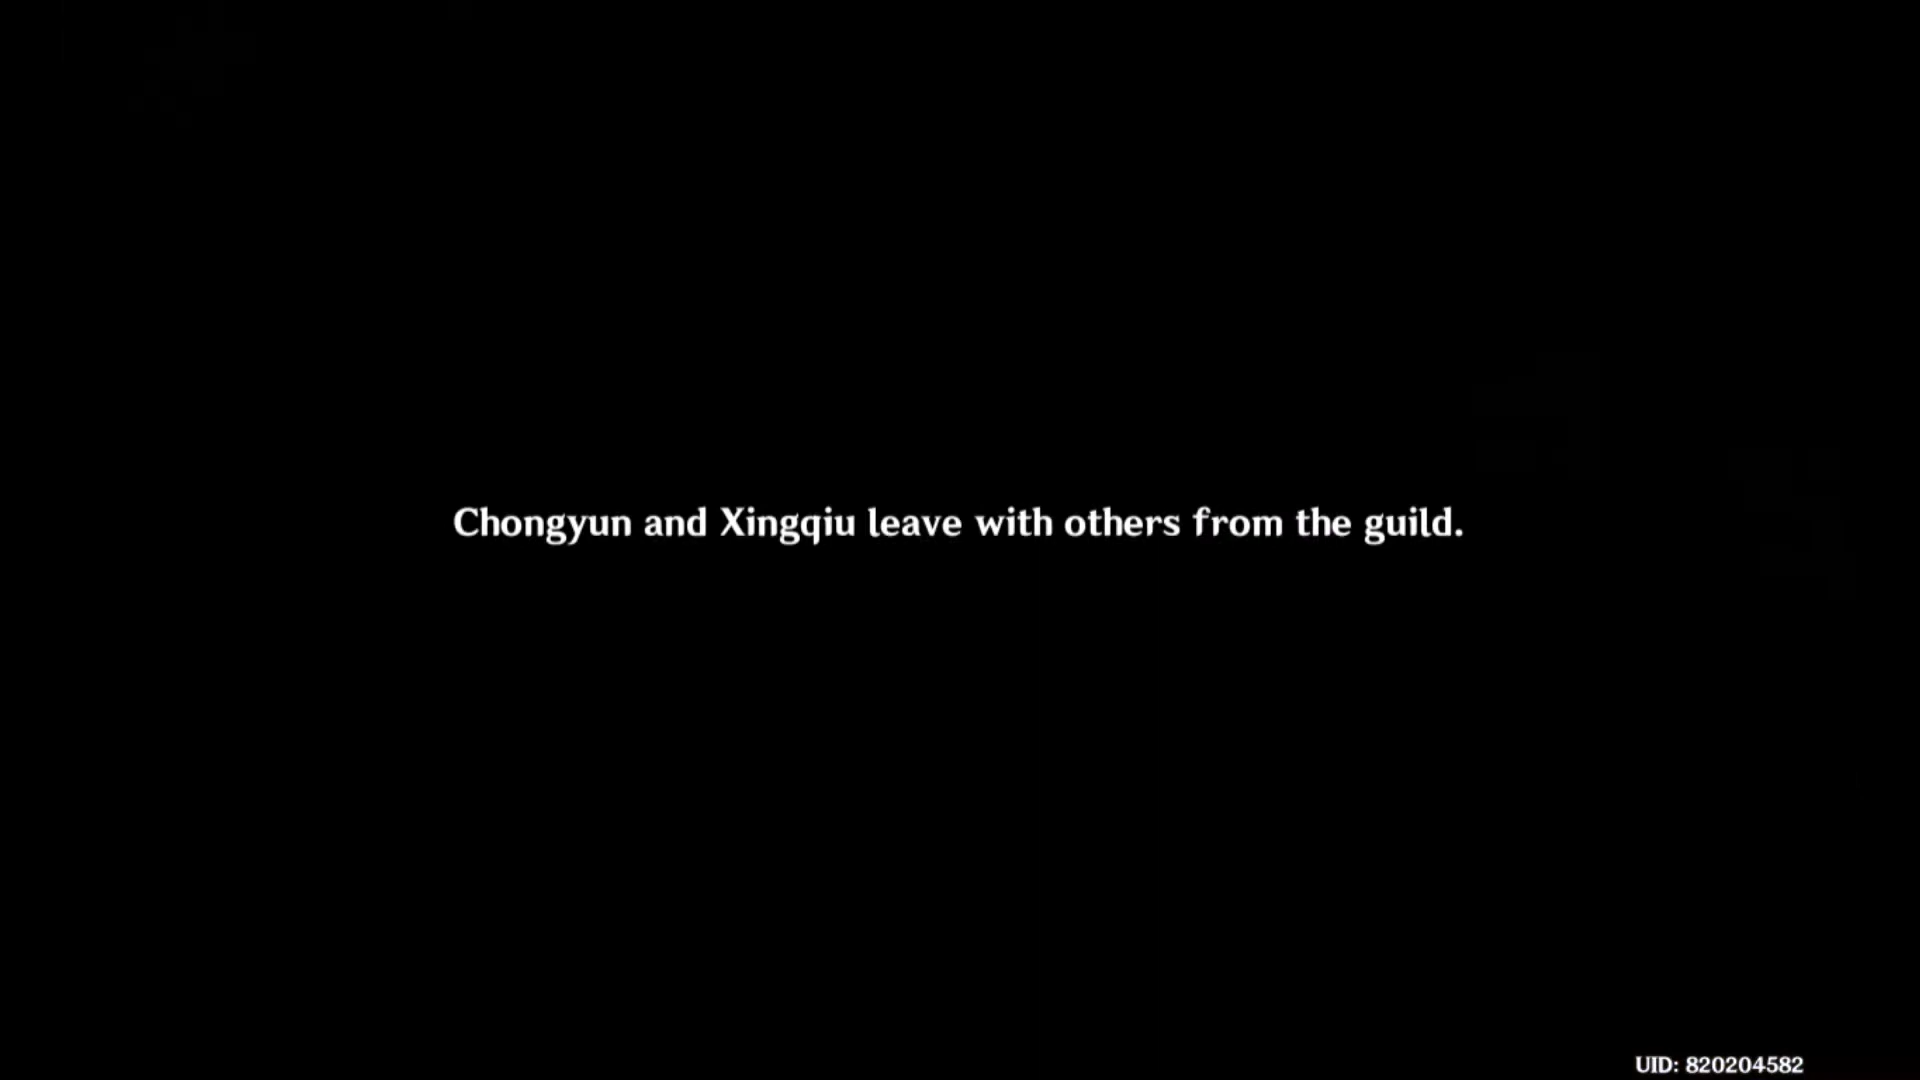 Chongyun and Xingqiu leave with others from the guild.
UID: 820204582